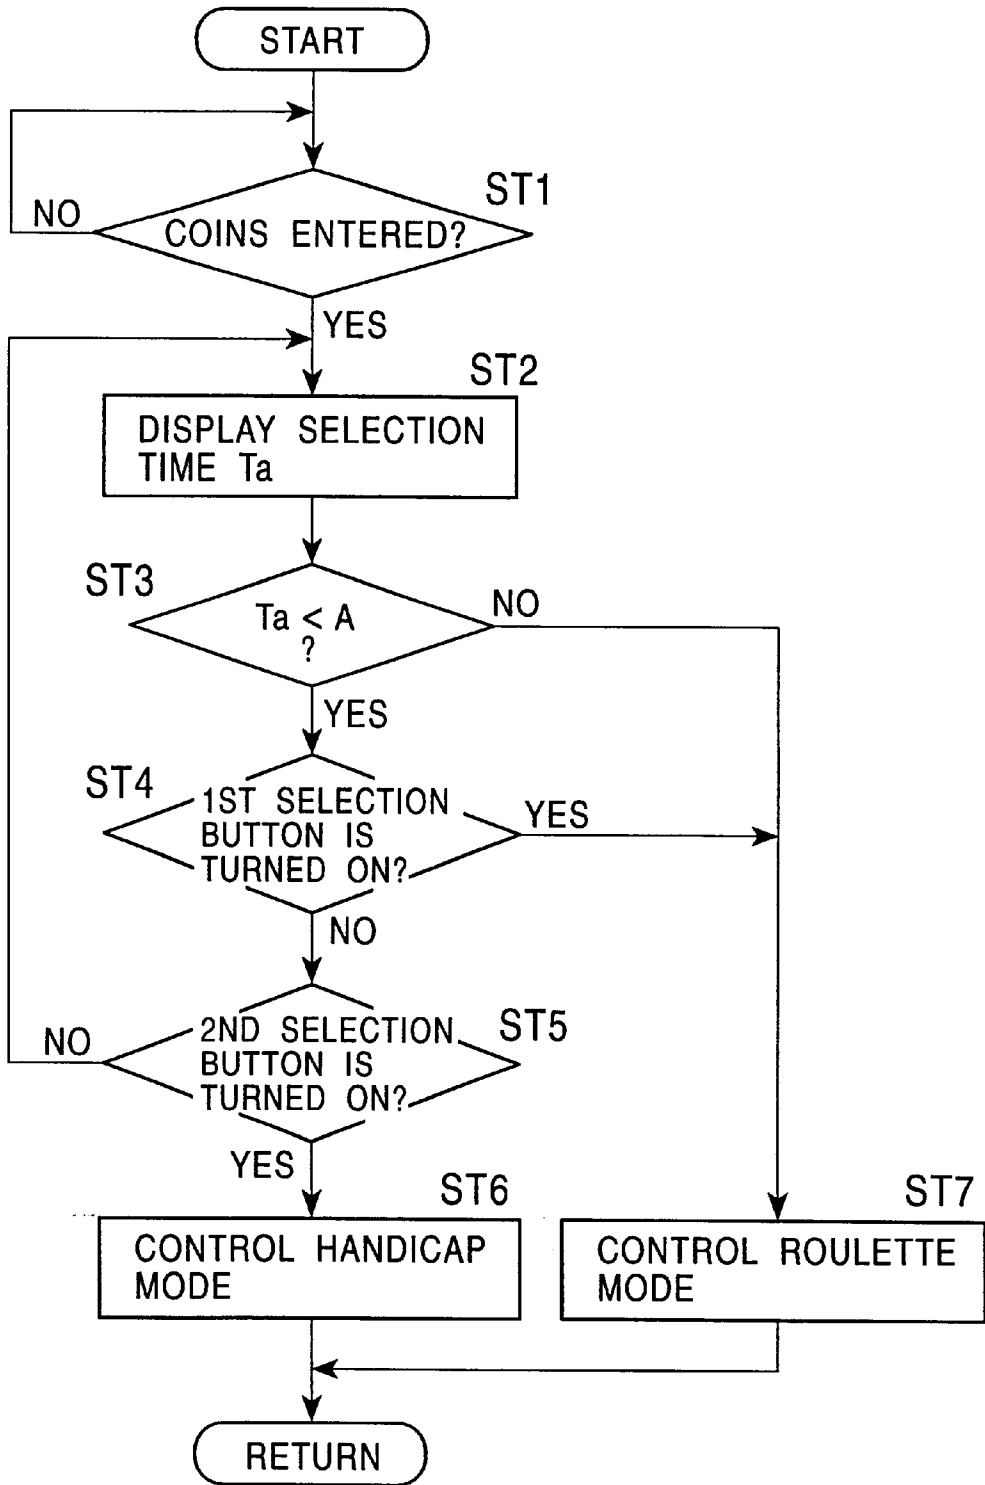 START
ST1
NO
COINS ENTERED?
YES
ST2
DISPLAY SELECTION
TIME Ta
ST3
Ta < A
?
NO
YES
ST4
1ST SELECTION
BUTTON IS
TURNED ON?
YES
NO
ST5
2ND SELECTION
BUTTON IS
TURNED ON?
NO
YES
ST6
CONTROL HANDICAP
MODE
ST7
CONTROL ROULETTE
MODE
RETURN